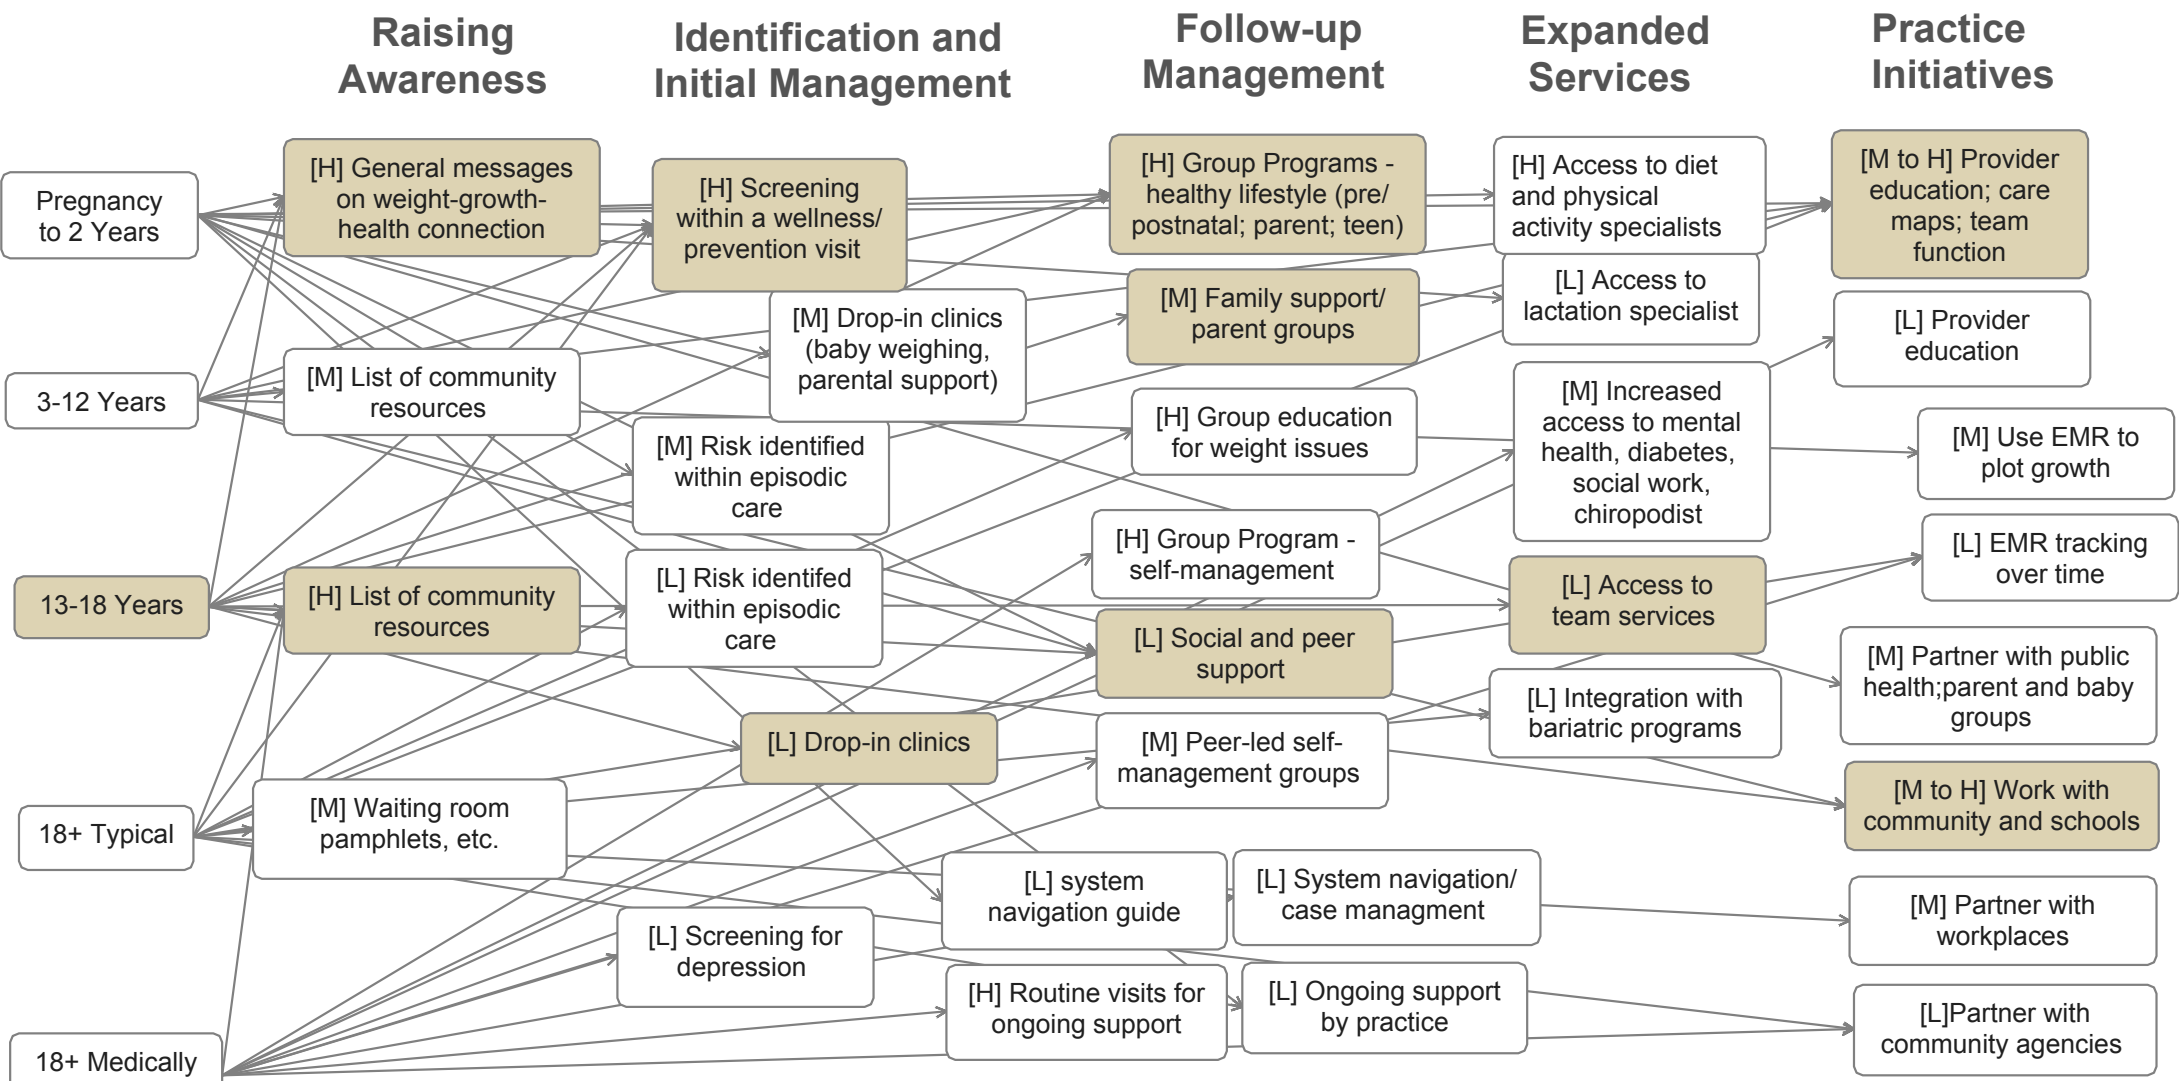 Raising
Awareness
Identification and
Initial Management
Follow-up
Management
Expanded
Services
Practice
Initiatives
Pregnancy
to 2 Years
3-12 Years
13-18 Years
18+ Typical
18+ Medically
[H] General messages
on weight-growth-
health connection
[M] List of community
resources
[H] List of community
resources
[M] Waiting room
pamphlets, etc.
[H] Screening
within a wellness/
prevention visit
[M] Drop-in clinics
(baby weighing,
parental support)
[M] Risk identified
within episodic
care
[L] Risk identifed
within episodic
care
[L] Drop-in clinics
[L] Screening for
depression
[H] Group Programs -
healthy lifestyle (pre/
postnatal; parent; teen)
[M] Family support/
parent groups
[H] Group education
for weight issues
[H] Group Program -
self-management
[L] Social and peer
support
[M] Peer-led self-
management groups
[L] system
navigation guide
[H] Routine visits for
ongoing support
[H] Access to diet
and physical
activity specialists
[L] Access to
lactation specialist
[M] Increased
access to mental
health, diabetes,
social work,
chiropodist
[L] Access to
team services
[L] Integration with
bariatric programs
[L] System navigation/
case managment
[L] Ongoing support
by practice
[M to H] Provider
education; care
maps; team
function
[L] Provider
education
[M] Use EMR to
plot growth
[L] EMR tracking
over time
[M] Partner with public
health;parent and baby
groups
[M to H] Work with
community and schools
[M] Partner with
workplaces
[L]Partner with
community agencies